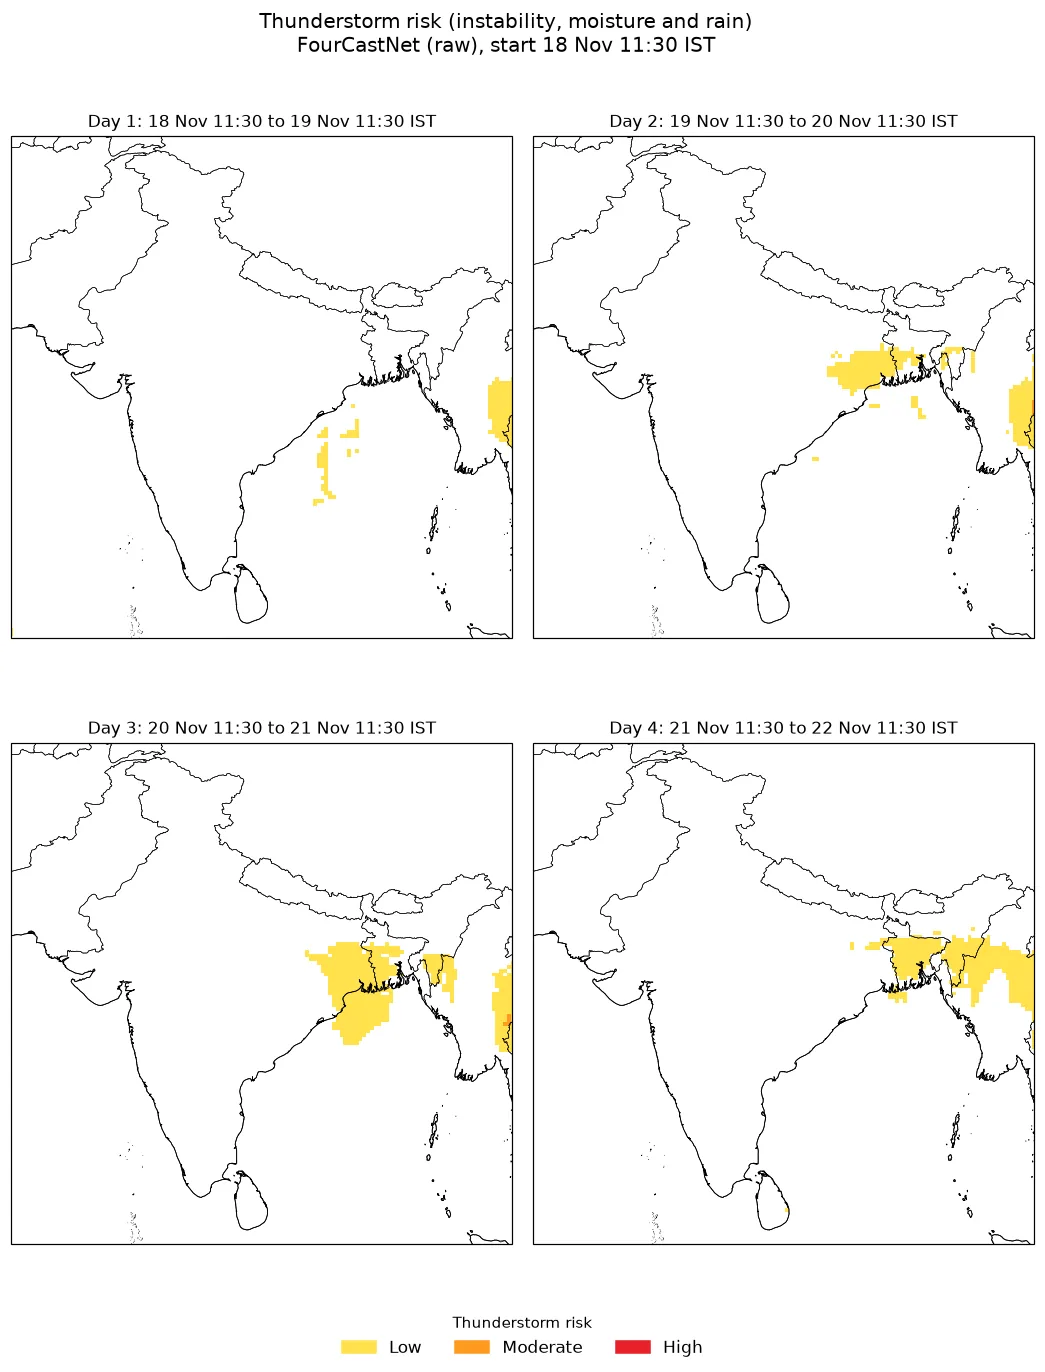 Thunderstorm risk (instability, moisture and rain)
FourCastNet (raw), start 18 Nov 11:30 IST
Day 1: 18 Nov 11:30 to 19 Nov 11:30 IST
Day 2: 19 Nov 11:30 to 20 Nov 11:30 IST
Day 3: 20 Nov 11:30 to 21 Nov 11:30 IST
Day 4: 21 Nov 11:30 to 22 Nov 11:30 IST
Thunderstorm risk
Low
Moderate
High